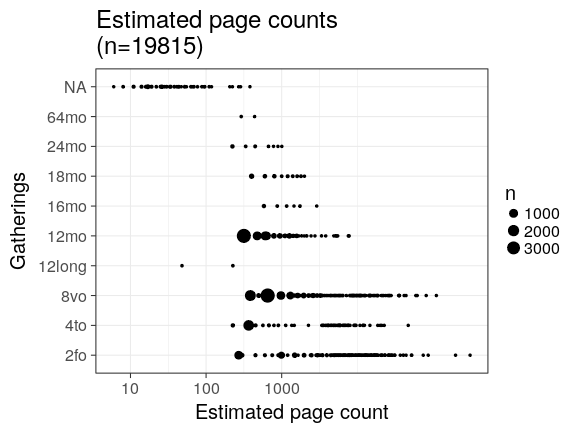 Estimated page counts
(n=19815)
NA
64mo
24mo
18mo
16mo
12mo
12long
8vo
4to
2fo
Gatherings
10 100 1000
Estimated page count
n
1000
2000
3000